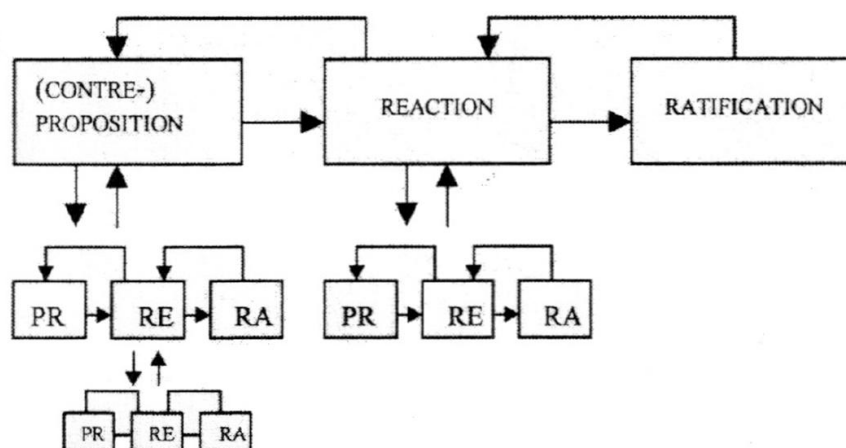 (CONTRE-)
PROPOSITION
REACTION
RATIFICATION
PR
RE
RA
PR
RE
RA
PR
RE
RA